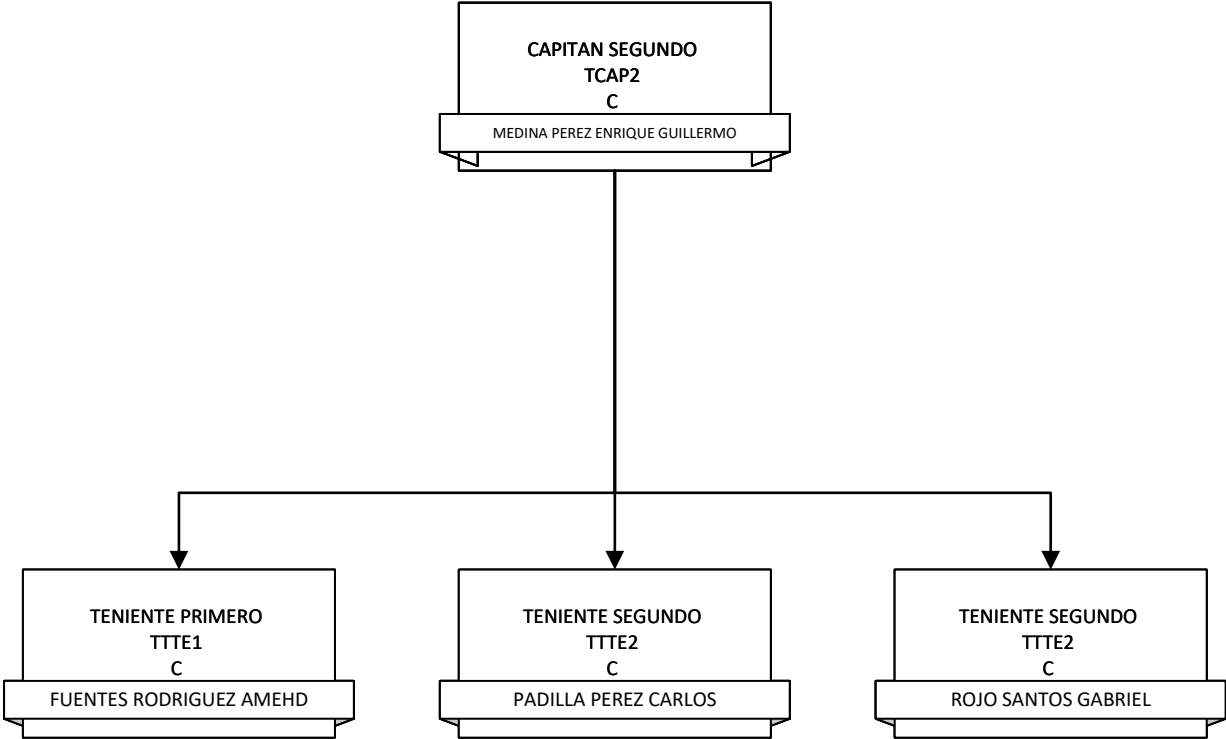 CAPITAN SEGUNDO
TCAP2
C
MEDINA PEREZ ENRIQUE GUILLERMO
TENIENTE PRIMERO
TTTE1
C
FUENTES RODRIGUEZ AMEHD
TENIENTE SEGUNDO
TTTE2
C
PADILLA PEREZ CARLOS
TENIENTE SEGUNDO
TTTE2
C
ROJO SANTOS GABRIEL